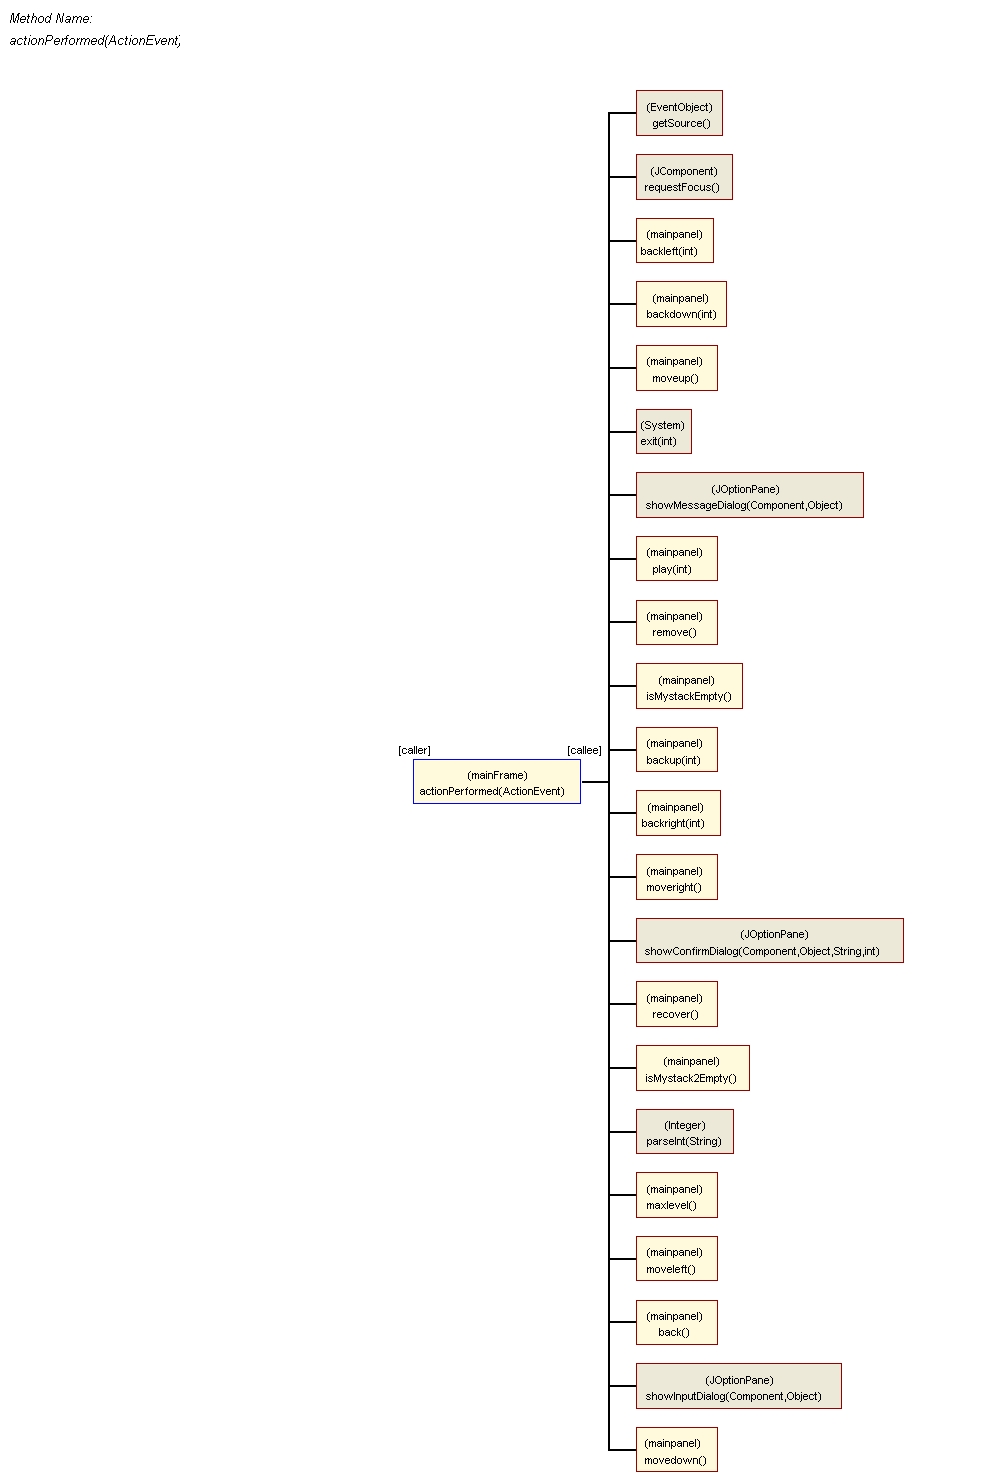 Method Name:
actionPerformed(ActionEvent)
(EventObject)
getSource()
(JComponent)
requestFocus()
(mainpanel)
backleft(int)
(mainpanel)
backdown(int)
(mainpanel)
moveup()
(System)
exit(int)
(JOptionPane)
showMessageDialog(Component,Object)
(mainpanel)
play(int)
(mainpanel)
remove()
(mainpanel)
isMystackEmpty()
[caller] [callee]
(mainpanel)
backup(int)
(mainFrame)
actionPerformed(ActionEvent)
(mainpanel)
backright(int)
(mainpanel)
moveright()
(JOptionPane)
showConfirmDialog(Component,Object,String,int)
(mainpanel)
recover()
(mainpanel)
isMystack2Empty()
(Integer)
parseInt(String)
(mainpanel)
maxlevel()
(mainpanel)
moveleft()
(mainpanel)
back()
(JOptionPane)
showInputDialog(Component,Object)
(mainpanel)
movedown()